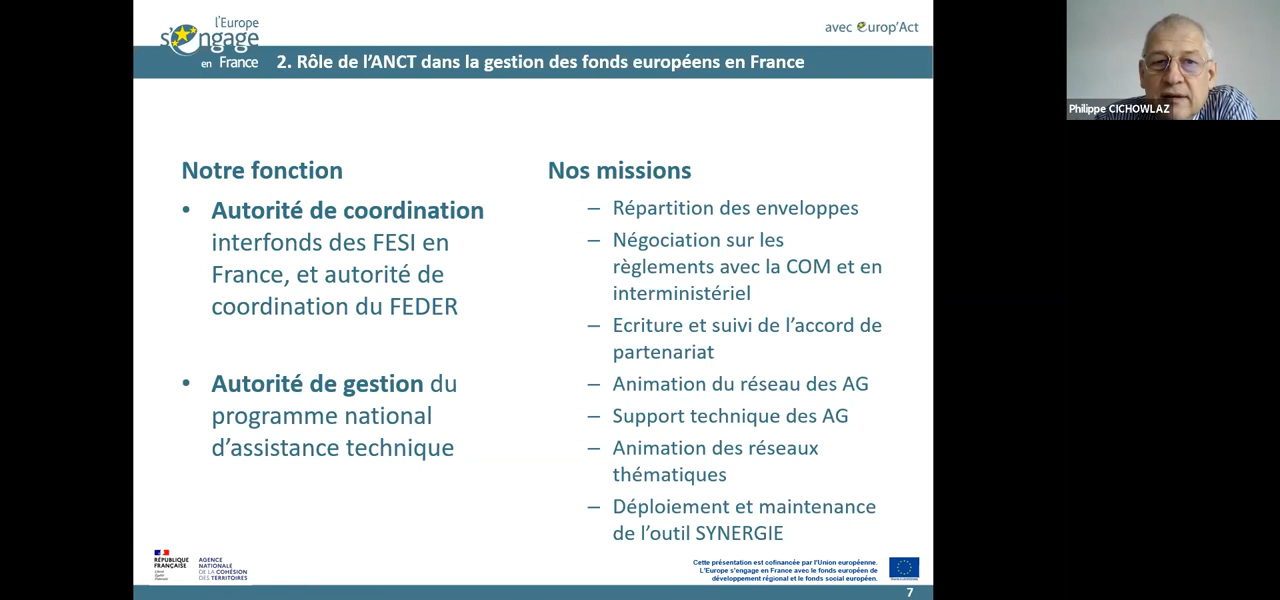 l'Europe
s'engage
en France
avec Europ'Act
2. Rôle de l'ANCT dans la gestion des fonds européens en France
Philippe CICHOWLAZ
Notre fonction
• Autorité de coordination
interfonds des FESI en
France, et autorité de
coordination du FEDER
• Autorité de gestion du
programme national
d'assistance technique
Nos missions
– Répartition des enveloppes
– Négociation sur les
règlements avec la COM et en
interministériel
– Ecriture et suivi de l'accord de
partenariat
– Animation du réseau des AG
– Support technique des AG
– Animation des réseaux
thématiques
– Déploiement et maintenance
de l'outil SYNERGIE
RÉPUBLIQUE
FRANÇAISE
Liberté
Égalité
Fraternité
AGENCE
NATIONALE
DE LA COHÉSION
DES TERRITOIRES
Cette présentation est cofinancée par l'Union européenne.
L'Europe s'engage en France avec le fonds européen de
développement régional et le fonds social européen.
7